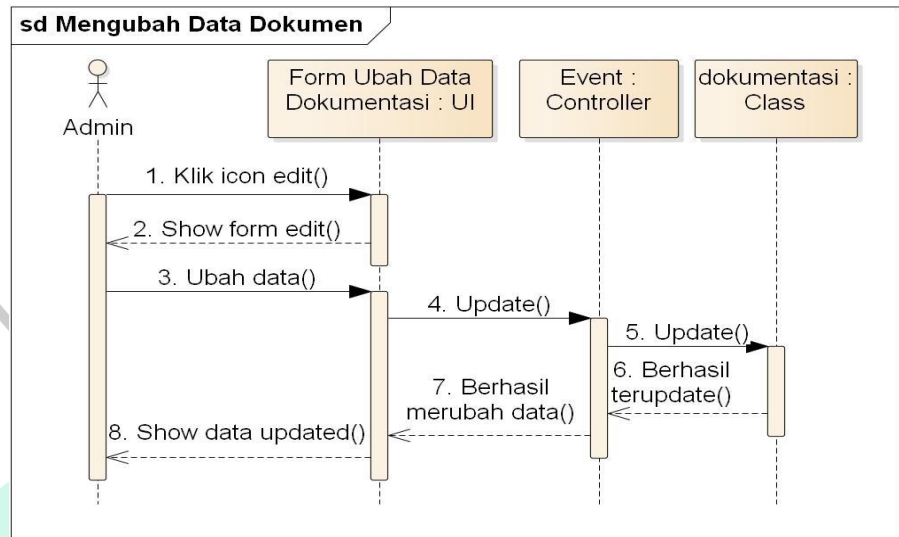 sd Mengubah Data Dokumen
Admin
Form Ubah Data
Dokumentasi : UI
Event :
Controller
dokumentasi :
Class
1. Klik icon edit()
2. Show form edit()
3. Ubah data()
4. Update()
5. Update()
6. Berhasil
terupdate()
7. Berhasil
merubah data()
8. Show data updated()